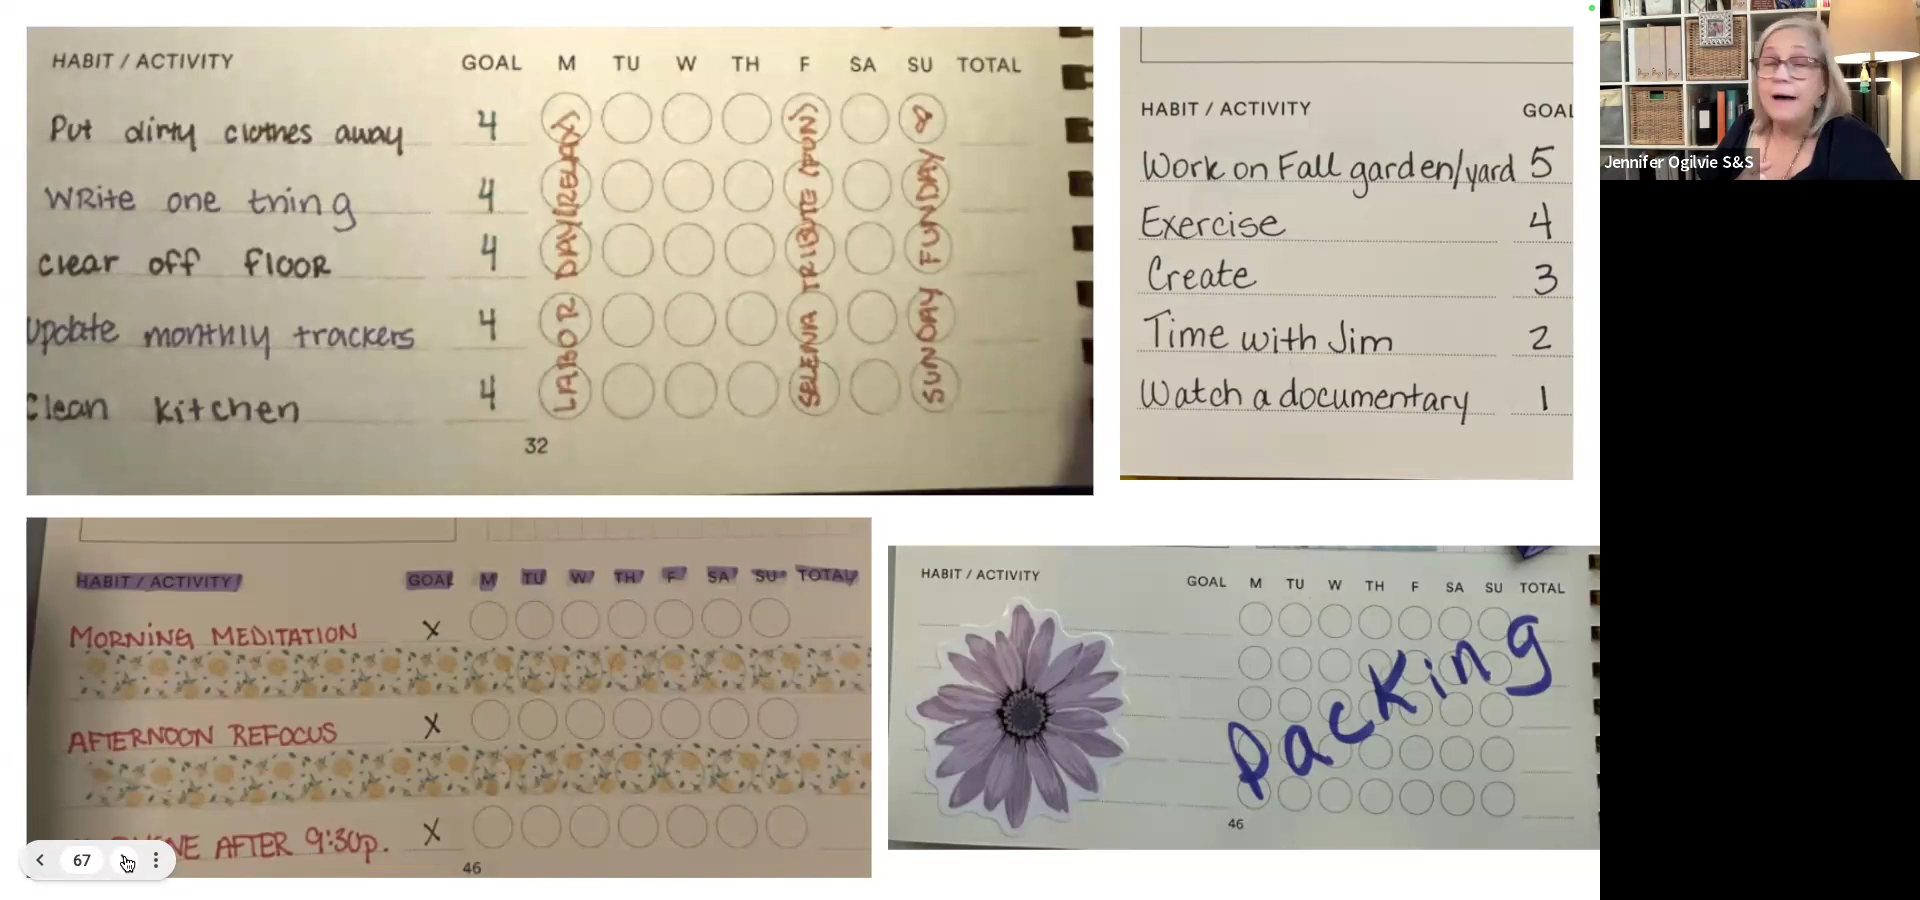 HABIT / ACTIVITY GOAL M TU W TH F SA SU TOTAL
Put dirty clothes away 4
Write one thing 4
clear off floor 4
Update monthly trackers 4
Clean kitchen 4
LABOR DAY (RELAX)
SELENA TRIBUTE (FUN)
SUNDAY FUNDAY
32
HABIT / ACTIVITY GOAL
Work on Fall garden/yard 5
Exercise 4
Create 3
Time with Jim 2
Watch a documentary 1
Jennifer Ogilvie S&S
HABIT / ACTIVITY GOAL M TU W TH F SA SU TOTAL
MORNING MEDITATION X
AFTERNOON REFOCUS X
AFTER 9:30p. X
46
HABIT / ACTIVITY GOAL M TU W TH F SA SU TOTAL
Packing
46
67